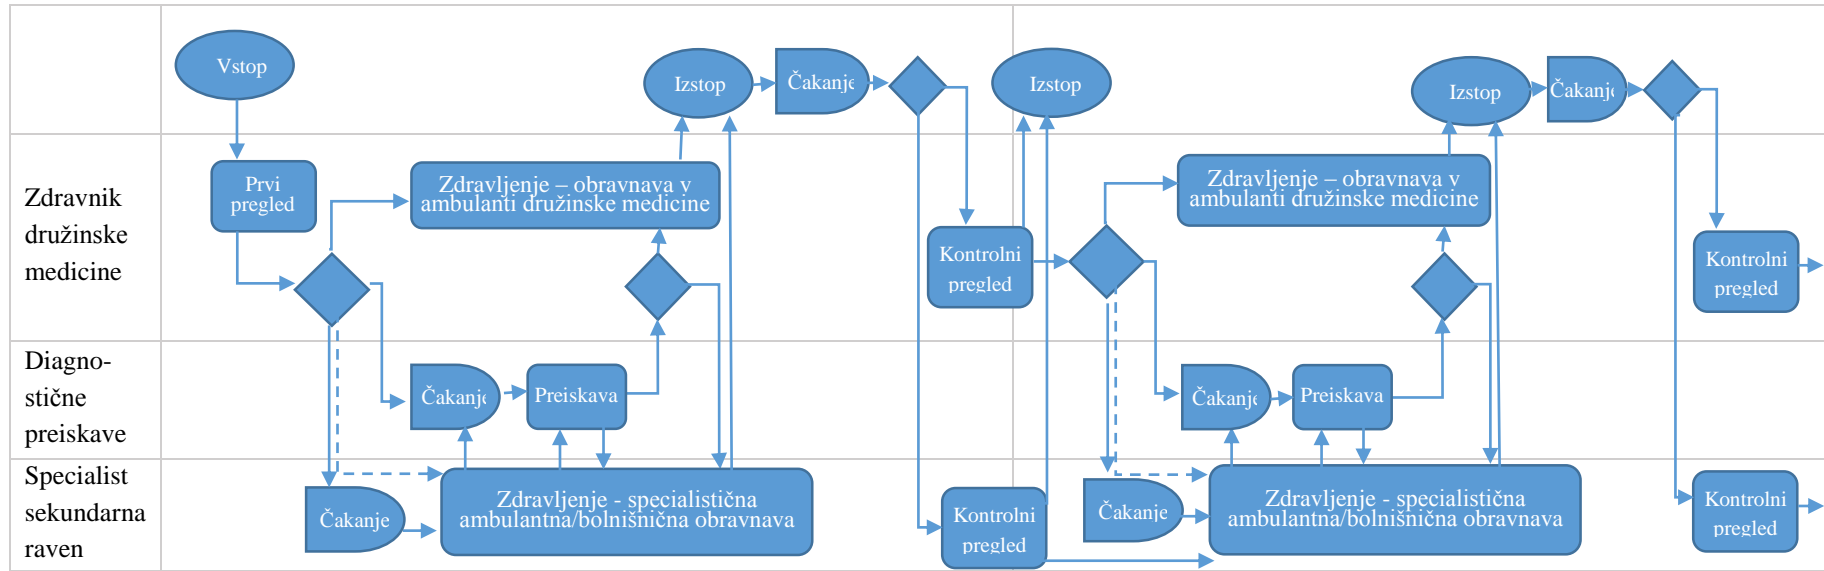 Vstop
Izstop
Čakanje
Izstop
Izstop
Čakanje
Zdravnik
družinske
medicine
Prvi
pregled
Zdravljenje – obravnava v
ambulanti družinske medicine
Kontrolni
pregled
Zdravljenje – obravnava v
ambulanti družinske medicine
Kontrolni
pregled
Diagno-
stične
preiskave
Čakanje
Preiskava
Čakanje
Preiskava
Specialist
sekundarna
raven
Čakanje
Zdravljenje - specialistična
ambulantna/bolnišnična obravnava
Kontrolni
pregled
Čakanje
Zdravljenje - specialistična
ambulantna/bolnišnična obravnava
Kontrolni
pregled